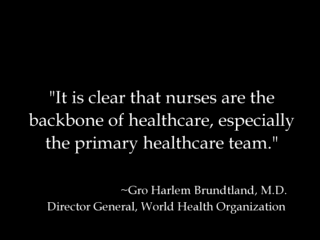 "It is clear that nurses are the
backbone of healthcare, especially
the primary healthcare team."
~Gro Harlem Brundtland, M.D.
Director General, World Health Organization